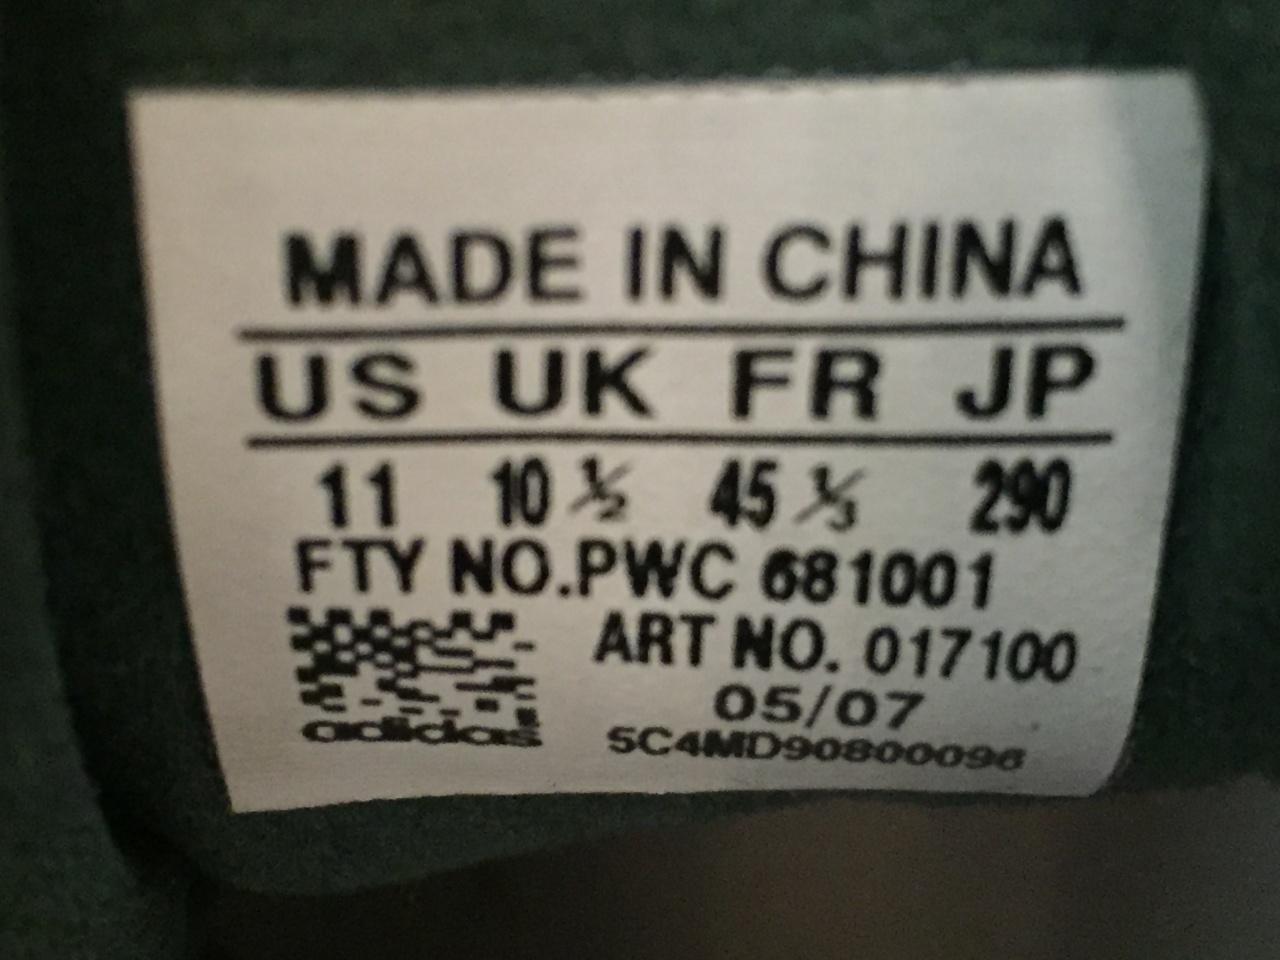 MADE IN CHINA
US UK FR JP
11 10 ½ 45 ⅓ 290
FTY NO.PWC 681001
ART NO. 017100
05/07
adidas 5C4MD90800096